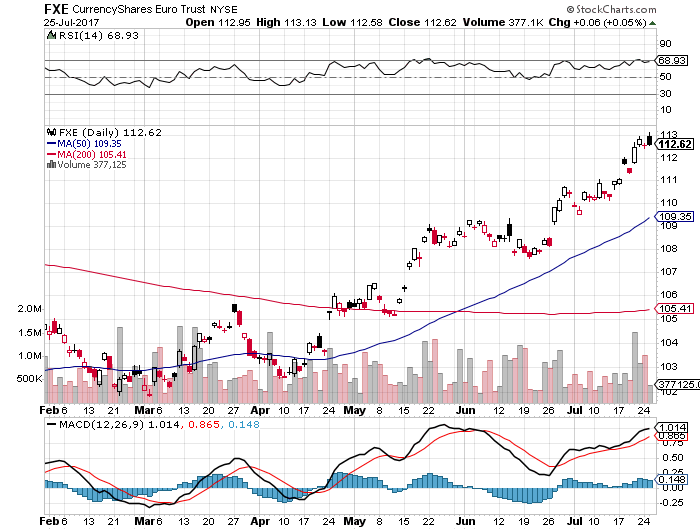 FXE CurrencyShares Euro Trust NYSE © StockCharts.com
25-Jul-2017 Open 112.95 High 113.13 Low 112.58 Close 112.62 Volume 377.1K Chg +0.06 (+0.05%)
RSI(14) 68.93
90
70
68.93
50
30
10
FXE (Daily) 112.62
MA(50) 109.35
MA(200) 105.41
Volume 377,125
113
112.62
112
111
110
109.35
109
108
107
106
105.41
105
104
103
102
377125.0
2.0M
1.5M
1.0M
500K
Feb 6 13 21 27 Mar 6 13 20 27 Apr 10 17 24 May 8 15 22 Jun 5 12 19 26 Jul 10 17 24
MACD(12,26,9) 1.014, 0.865, 0.148
1.014
0.865
0.75
0.50
0.25
0.148
0.00
-0.25
Feb 6 13 21 27 Mar 6 13 20 27 Apr 10 17 24 May 8 15 22 Jun 5 12 19 26 Jul 10 17 24